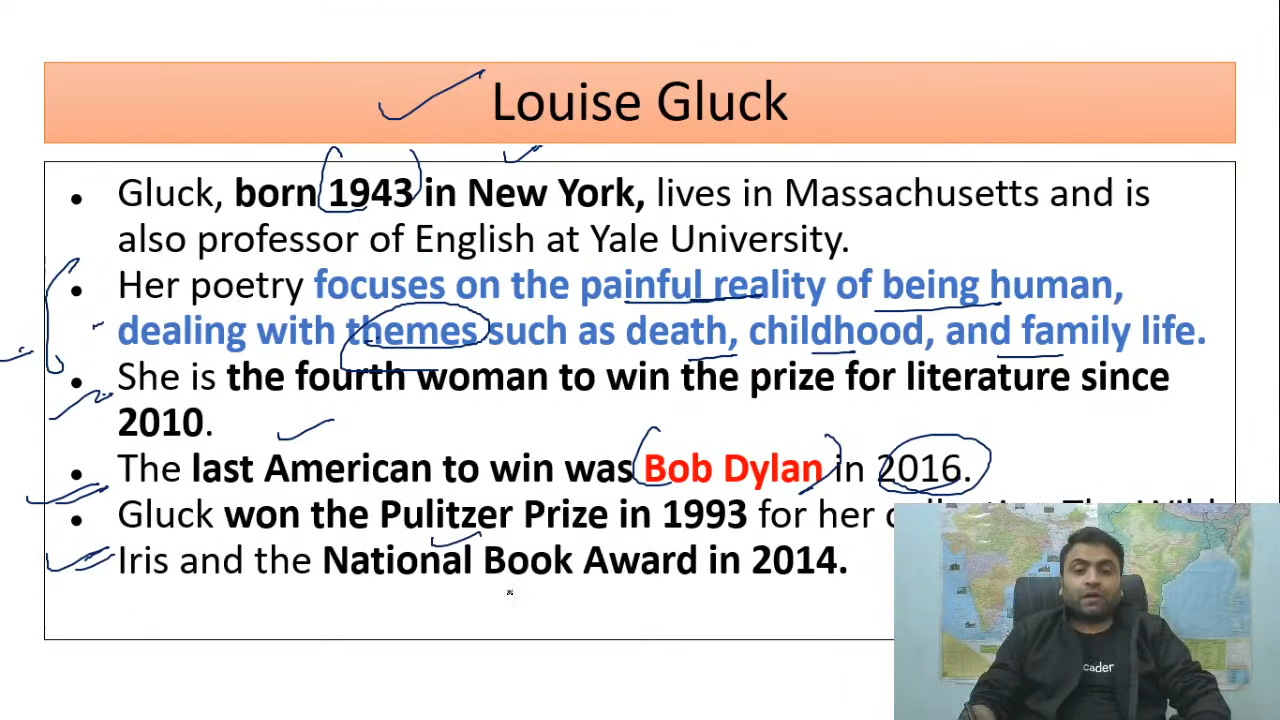 Louise Gluck
• Gluck, born 1943 in New York, lives in Massachusetts and is
also professor of English at Yale University.
• Her poetry focuses on the painful reality of being human,
dealing with themes such as death, childhood, and family life.
• She is the fourth woman to win the prize for literature since
2010.
• The last American to win was Bob Dylan in 2016.
• Gluck won the Pulitzer Prize in 1993 for her
Iris and the National Book Award in 2014.
cader